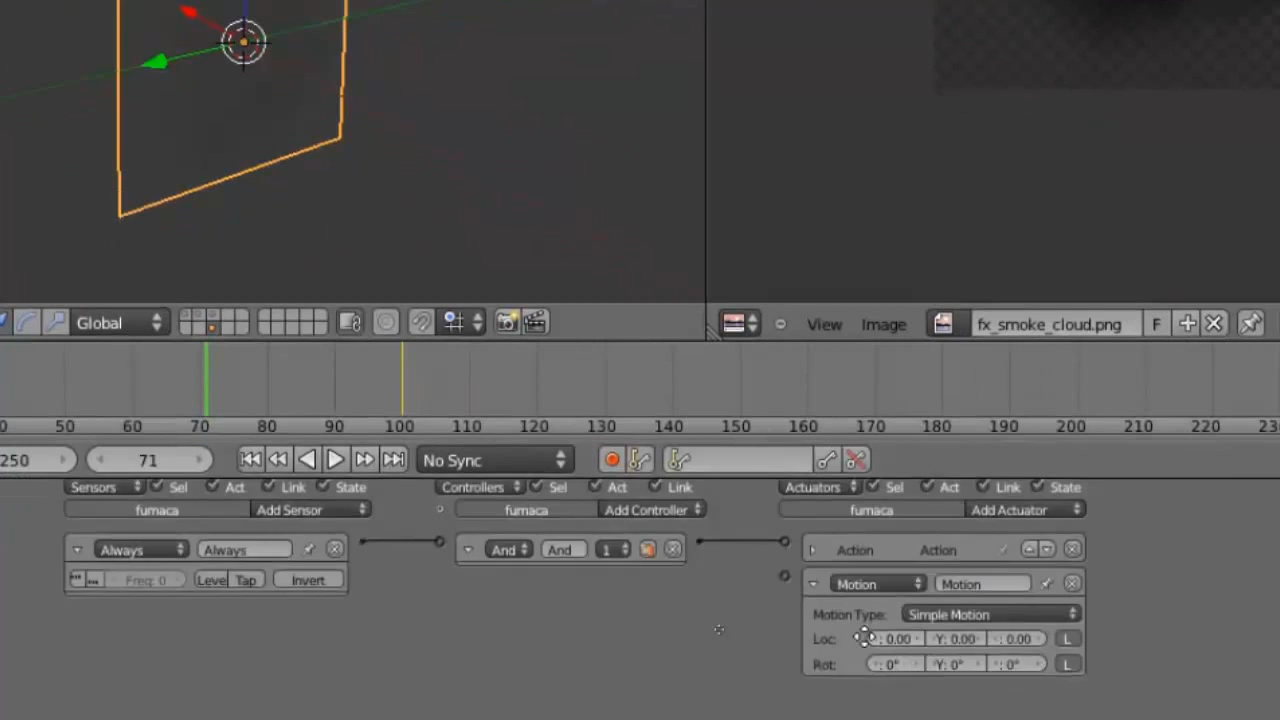 Global
View Image fx_smoke_cloud.png F
50 60 70 80 90 100 110 120 130 140 150 160 170 180 190 200 210 220
250 71 No Sync
Sensors Sel Act Link State Controllers Sel Act Link Actuators Sel Act Link State
fumaca Add Sensor fumaca Add Controller fumaca Add Actuator
Always Always And And 1 Action Action
Freq: 0 Leve Tap Invert Motion Motion
Motion Type: Simple Motion
Loc: : 0.00 Y: 0.00 : 0.00 L
Rot: : 0° Y: 0° : 0° L